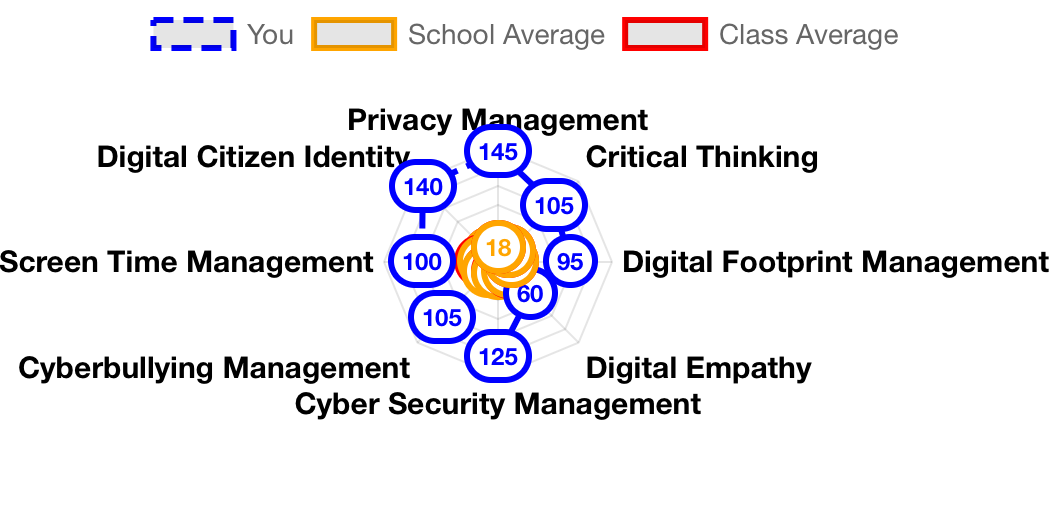 You School Average Class Average
Privacy Management
Digital Citizen Identity Critical Thinking
145
140
105
18
Screen Time Management 100 95 Digital Footprint Management
60
105
125
Cyberbullying Management Digital Empathy
Cyber Security Management